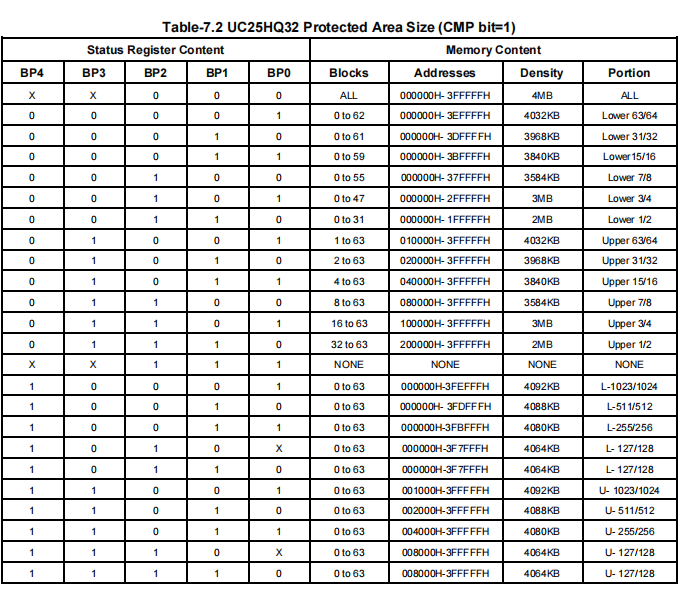 Table-7.2 UC25HQ32 Protected Area Size (CMP bit=1)
Status Register Content Memory Content
BP4 BP3 BP2 BP1 BP0 Blocks Addresses Density Portion
X X 0 0 0 ALL 000000H- 3FFFFFH 4MB ALL
0 0 0 0 1 0 to 62 000000H- 3EFFFFH 4032KB Lower 63/64
0 0 0 1 0 0 to 61 000000H- 3DFFFFH 3968KB Lower 31/32
0 0 0 1 1 0 to 59 000000H- 3BFFFFH 3840KB Lower15/16
0 0 1 0 0 0 to 55 000000H- 37FFFFH 3584KB Lower 7/8
0 0 1 0 1 0 to 47 000000H- 2FFFFFH 3MB Lower 3/4
0 0 1 1 0 0 to 31 000000H- 1FFFFFH 2MB Lower 1/2
0 1 0 0 1 1 to 63 010000H- 3FFFFFH 4032KB Upper 63/64
0 1 0 1 0 2 to 63 020000H- 3FFFFFH 3968KB Upper 31/32
0 1 0 1 1 4 to 63 040000H- 3FFFFFH 3840KB Upper 15/16
0 1 1 0 0 8 to 63 080000H- 3FFFFFH 3584KB Upper 7/8
0 1 1 0 1 16 to 63 100000H- 3FFFFFH 3MB Upper 3/4
0 1 1 1 0 32 to 63 200000H- 3FFFFFH 2MB Upper 1/2
X X 1 1 1 NONE NONE NONE NONE
1 0 0 0 1 0 to 63 000000H-3FEFFFH 4092KB L-1023/1024
1 0 0 1 0 0 to 63 000000H- 3FDFFFH 4088KB L-511/512
1 0 0 1 1 0 to 63 000000H-3FBFFFH 4080KB L-255/256
1 0 1 0 X 0 to 63 000000H-3F7FFFH 4064KB L- 127/128
1 0 1 1 0 0 to 63 000000H-3F7FFFH 4064KB L- 127/128
1 1 0 0 1 0 to 63 001000H-3FFFFFH 4092KB U- 1023/1024
1 1 0 1 0 0 to 63 002000H-3FFFFFH 4088KB U- 511/512
1 1 0 1 1 0 to 63 004000H-3FFFFFH 4080KB U- 255/256
1 1 1 0 X 0 to 63 008000H-3FFFFFH 4064KB U- 127/128
1 1 1 1 0 0 to 63 008000H-3FFFFFH 4064KB U- 127/128